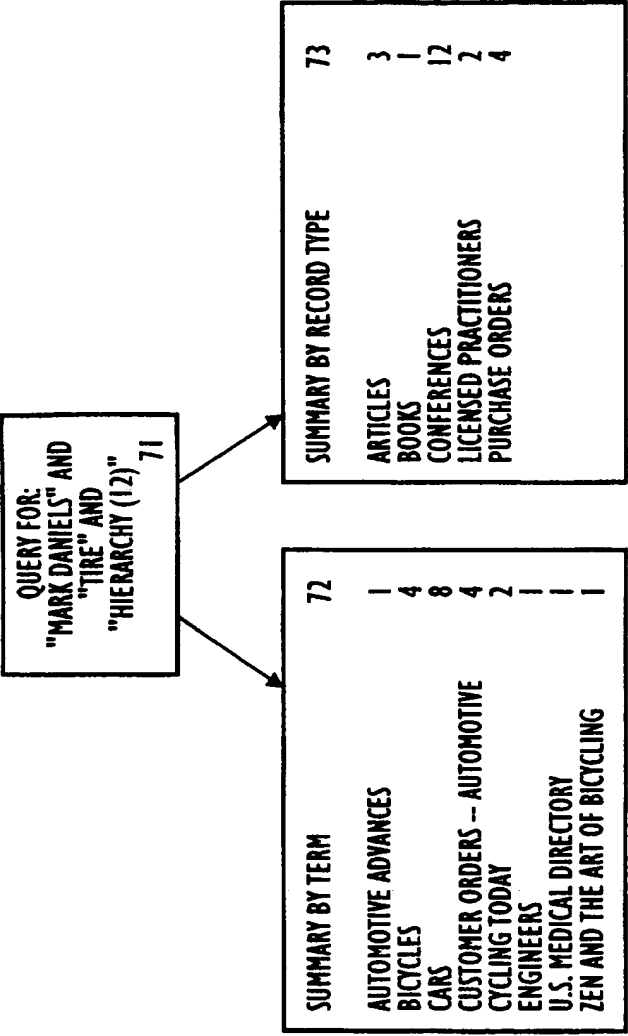 QUERY FOR:
"MARK DANIELS" AND
"TIRE" AND
"HIERARCHY (12)"
71
SUMMARY BY TERM 72
AUTOMOTIVE ADVANCES 1
BICYCLES 4
CARS 8
CUSTOMER ORDERS -- AUTOMOTIVE 4
CYCLING TODAY 2
ENGINEERS 1
U.S. MEDICAL DIRECTORY 1
ZEN AND THE ART OF BICYCLING 1
SUMMARY BY RECORD TYPE 73
ARTICLES 3
BOOKS 1
CONFERENCES 12
LICENSED PRACTITIONERS 2
PURCHASE ORDERS 4